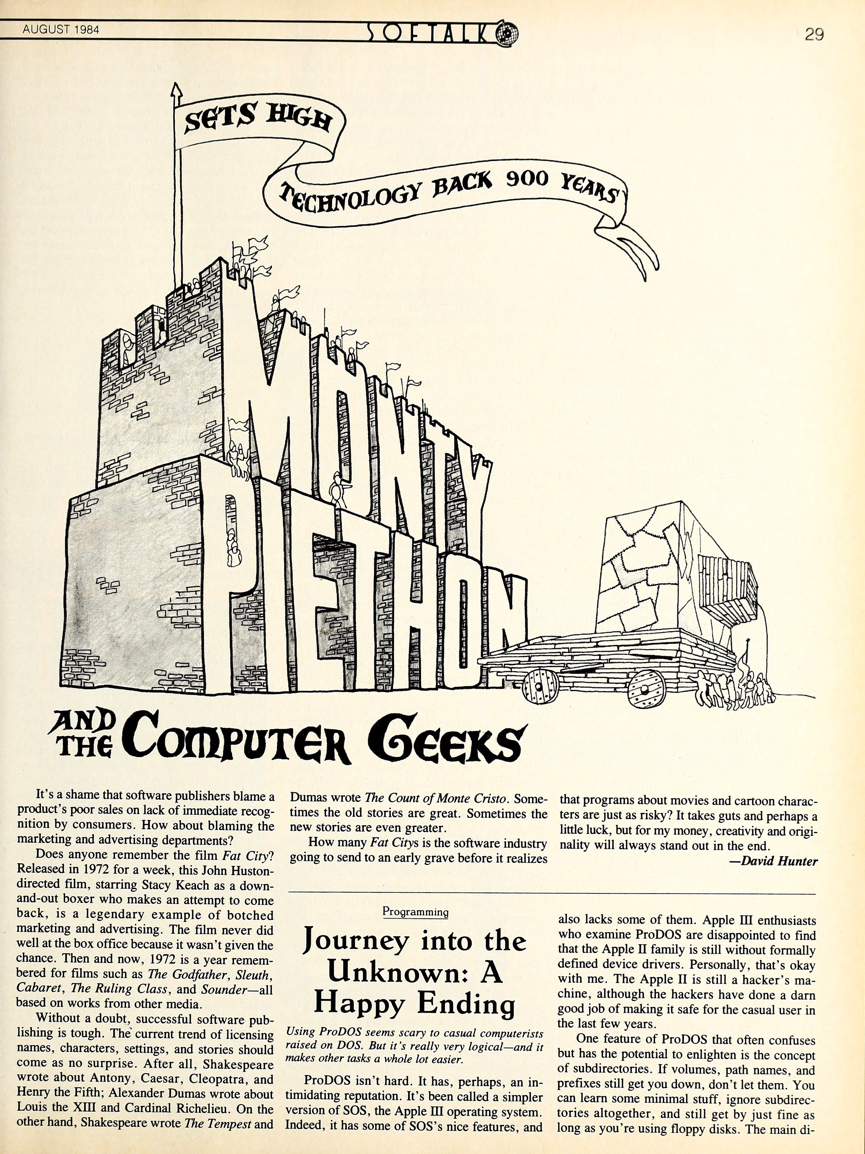 AUGUST 1984
SOFTALK
29
SETS HIGH
TECHNOLOGY BACK 900 YEARS
MONTY
PIETHON
AND THE COMPUTER GEEKS
It's a shame that software publishers blame a
product's poor sales on lack of immediate recog-
nition by consumers. How about blaming the
marketing and advertising departments?
Does anyone remember the film Fat City?
Released in 1972 for a week, this John Huston-
directed film, starring Stacy Keach as a down-
and-out boxer who makes an attempt to come
back, is a legendary example of botched
marketing and advertising. The film never did
well at the box office because it wasn't given the
chance. Then and now, 1972 is a year remem-
bered for films such as The Godfather, Sleuth,
Cabaret, The Ruling Class, and Sounder—all
based on works from other media.
Without a doubt, successful software pub-
lishing is tough. The current trend of licensing
names, characters, settings, and stories should
come as no surprise. After all, Shakespeare
wrote about Antony, Caesar, Cleopatra, and
Henry the Fifth; Alexander Dumas wrote about
Louis the XIII and Cardinal Richelieu. On the
other hand, Shakespeare wrote The Tempest and
Dumas wrote The Count of Monte Cristo. Some-
times the old stories are great. Sometimes the
new stories are even greater.
How many Fat Citys is the software industry
going to send to an early grave before it realizes
that programs about movies and cartoon charac-
ters are just as risky? It takes guts and perhaps a
little luck, but for my money, creativity and origi-
nality will always stand out in the end.
—David Hunter
Programming
Journey into the
Unknown: A
Happy Ending
Using ProDOS seems scary to casual computerists
raised on DOS. But it's really very logical—and it
makes other tasks a whole lot easier.
ProDOS isn't hard. It has, perhaps, an in-
timidating reputation. It's been called a simpler
version of SOS, the Apple III operating system.
Indeed, it has some of SOS's nice features, and
also lacks some of them. Apple III enthusiasts
who examine ProDOS are disappointed to find
that the Apple II family is still without formally
defined device drivers. Personally, that's okay
with me. The Apple II is still a hacker's ma-
chine, although the hackers have done a darn
good job of making it safe for the casual user in
the last few years.
One feature of ProDOS that often confuses
but has the potential to enlighten is the concept
of subdirectories. If volumes, path names, and
prefixes still get you down, don't let them. You
can learn some minimal stuff, ignore subdirec-
tories altogether, and still get by just fine as
long as you're using floppy disks. The main di-